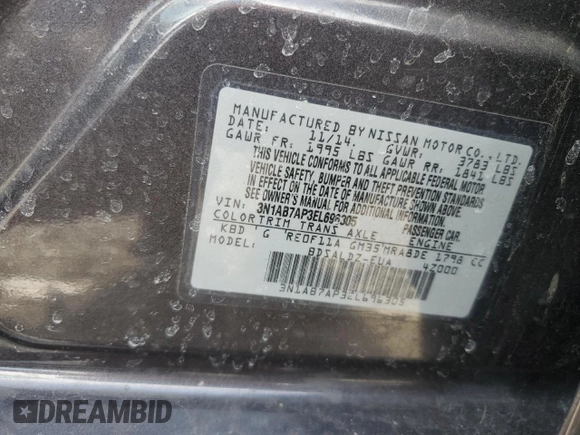 MANUFACTURED BY NISSAN MOTOR CO., LTD.
DATE: 11/14. GVWR: 3783 LBS
GAWR FR: 1995 LBS GAWR RR: 1841 LBS
THIS VEHICLE CONFORMS TO ALL APPLICABLE FEDERAL MOTOR
VEHICLE SAFETY, BUMPER AND THEFT PREVENTION STANDARDS
IN EFFECT ON THE DATE OF MANUFACTURE SHOWN ABOVE.
SEE OWNER'S MANUAL FOR ADDITIONAL INFORMATION
VIN: 3N1AB7AP3EL696305 PASSENGER CAR
COLOR TRIM TRANS AXLE ENGINE
KBD 'G 'RE0F11A GM35'MRA8DE 1798 CC
MODEL: BDSALDZ-EUA 42000
3N1AB7AP3EL696305
DREAMBID